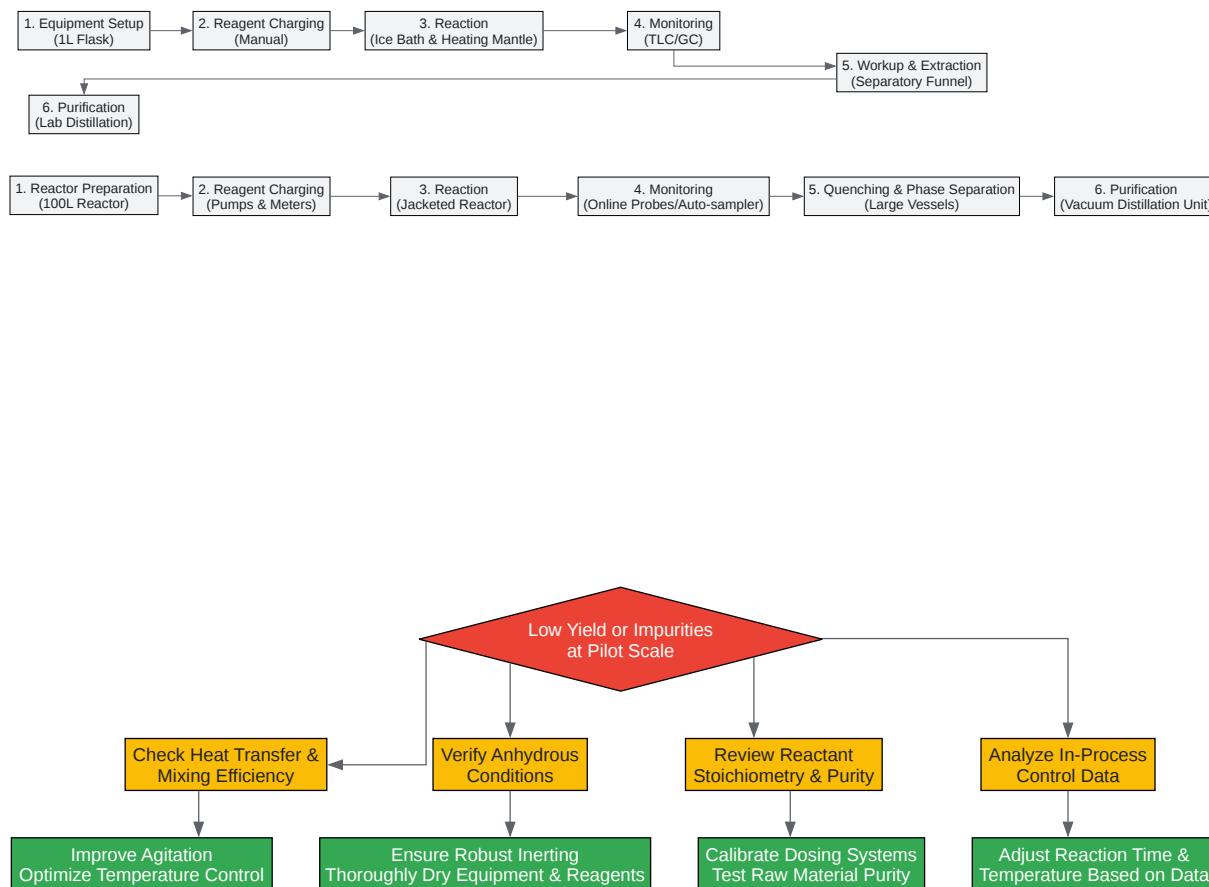 1. Equipment Setup
(1L Flask)
2. Reagent Charging
(Manual)
3. Reaction
(Ice Bath & Heating Mantle)
4. Monitoring
(TLC/GC)
5. Workup & Extraction
(Separatory Funnel)
6. Purification
(Lab Distillation)
1. Reactor Preparation
(100L Reactor)
2. Reagent Charging
(Pumps & Meters)
3. Reaction
(Jacketed Reactor)
4. Monitoring
(Online Probes/Auto-sampler)
5. Quenching & Phase Separation
(Large Vessels)
6. Purification
(Vacuum Distillation Unit)
Low Yield or Impurities
at Pilot Scale
Check Heat Transfer &
Mixing Efficiency
Verify Anhydrous
Conditions
Review Reactant
Stoichiometry & Purity
Analyze In-Process
Control Data
Improve Agitation
Optimize Temperature Control
Ensure Robust Inerting
Thoroughly Dry Equipment & Reagents
Calibrate Dosing Systems
Test Raw Material Purity
Adjust Reaction Time &
Temperature Based on Data